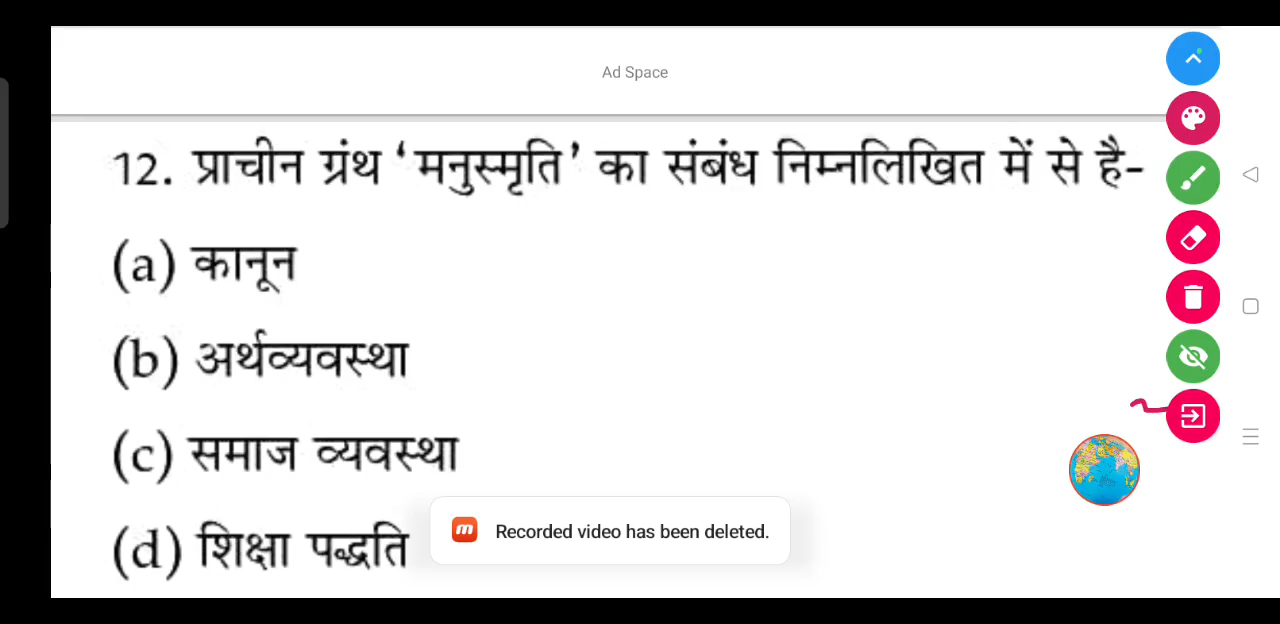 Ad Space
12. प्राचीन ग्रंथ ‘मनुस्मृति’ का संबंध निम्नलिखित में से है-
(a) कानून
(b) अर्थव्यवस्था
(c) समाज व्यवस्था
(d) शिक्षा पद्धति
Recorded video has been deleted.